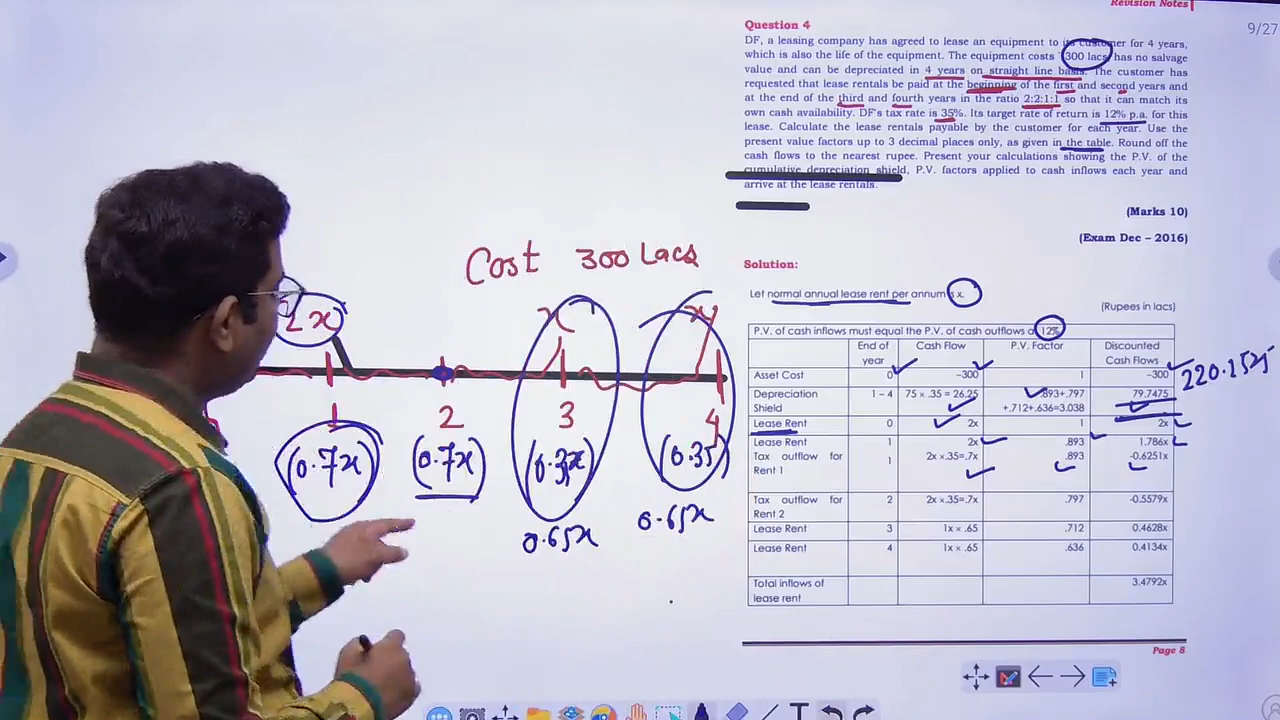 Revision Notes
9/27
Question 4
DF, a leasing company has agreed to lease an equipment to its customer for 4 years,
which is also the life of the equipment. The equipment costs 300 lacs, has no salvage
value and can be depreciated in 4 years on straight line basis. The customer has
requested that lease rentals be paid at the beginning of the first and second years and
at the end of the third and fourth years in the ratio 2:2:1:1 so that it can match its
own cash availability. DF's tax rate is 35%. Its target rate of return is 12% p.a. for this
lease. Calculate the lease rentals payable by the customer for each year. Use the
present value factors up to 3 decimal places only, as given in the table. Round off the
cash flows to the nearest rupee. Present your calculations showing the P.V. of the
cumulative depreciation shield, P.V. factors applied to cash inflows each year and
arrive at the lease rentals.
(Marks 10)
(Exam Dec – 2016)
Solution:
Let normal annual lease rent per annum is x.
(Rupees in lacs)
P.V. of cash inflows must equal the P.V. of cash outflows 12%
End of year Cash Flow P.V. Factor Discounted Cash Flows
Asset Cost 0 –300 1 –300
220.2525
Depreciation Shield 1 – 4 75 x .35 = 26.25 .893+.797 +.712+.636=3.038 79.7475
Lease Rent 0 2x 1 2x
Lease Rent 1 2x .893 1.786x
Tax outflow for Rent 1 1 2x x.35=.7x .893 -0.6251x
Tax outflow for Rent 2 2 2x x.35=.7x .797 -0.5579x
Lease Rent 3 1x x .65 .712 0.4628x
Lease Rent 4 1x x .65 .636 0.4134x
Total inflows of lease rent 3.4792x
Page 8
Cost 300 Lacs
2x x x
1 2 3 4
(0.7x) (0.7x) (0.35x) (0.35)
0.65x 0.65x